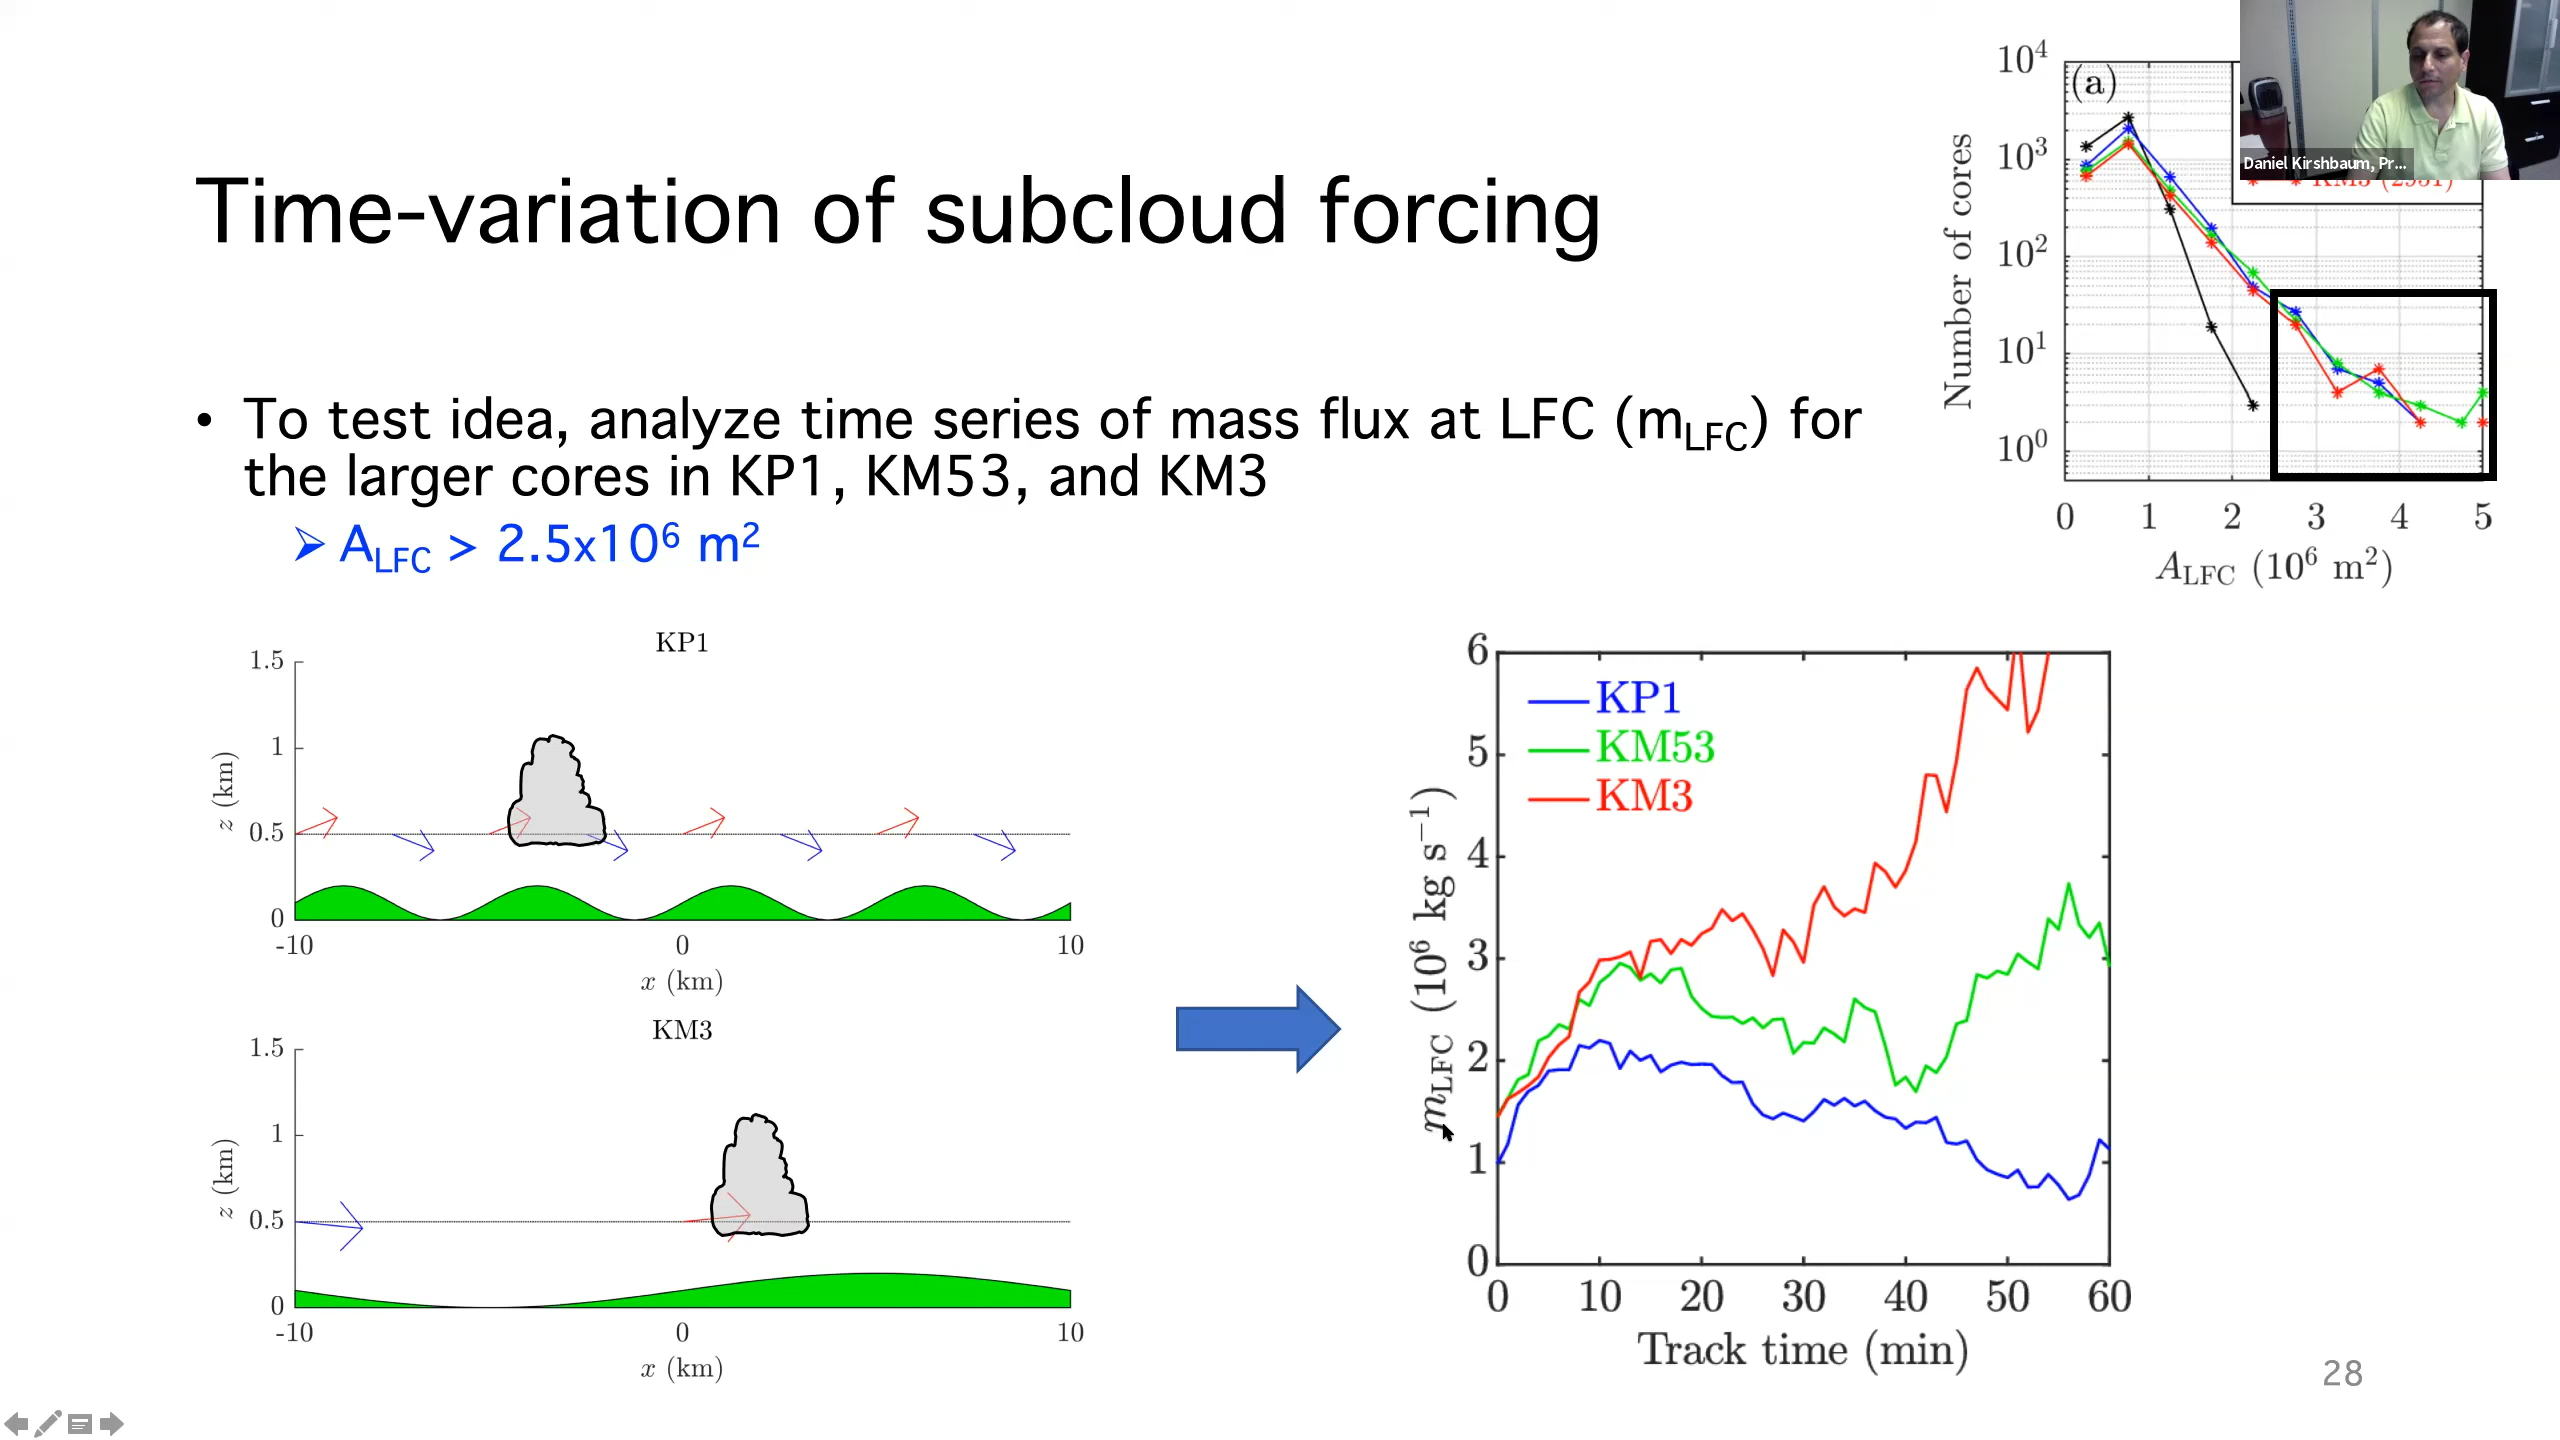 Time-variation of subcloud forcing
• To test idea, analyze time series of mass flux at LFC (mLFC) for
the larger cores in KP1, KM53, and KM3
➢ ALFC > 2.5x10⁶ m²
(a)
10⁴
10³
10²
10¹
10⁰
Number of cores
0 1 2 3 4 5
ALFC (10⁶ m²)
Daniel Kirshbaum, Pr...
KP1
1.5
1
0.5
0
z (km)
-10 0 10
x (km)
KM3
1.5
1
0.5
0
z (km)
-10 0 10
x (km)
KP1
KM53
KM3
6
5
4
3
2
1
0
mLFC (10⁶ kg s⁻¹)
0 10 20 30 40 50 60
Track time (min)
28